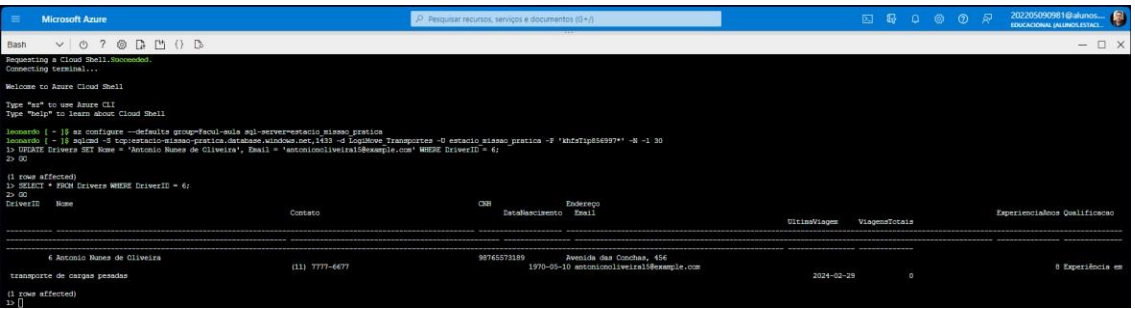 Microsoft Azure
Pesquisar recursos, serviços e documentos (G+/)
202205090981@alunos....
EDUCACIONAL (ALUNOS.ESTACI...
Bash
Requesting a Cloud Shell.Succeeded.
Connecting terminal...
Welcome to Azure Cloud Shell
Type "az" to use Azure CLI
Type "help" to learn about Cloud Shell
leonardo [ ~ ]$ az configure --defaults group=Facul-aula sql-server=estacio_missao_pratica
leonardo [ ~ ]$ sqlcmd -S tcp:estacio-missao-pratica.database.windows.net,1433 -d LogiMove_Transportes -U estacio_missao_pratica -P 'khfsTip856997*' -N -l 30
1> UPDATE Drivers SET Nome = 'Antonio Nunes de Oliveira', Email = 'antonionoliveira15@example.com' WHERE DriverID = 6;
2> GO
(1 rows affected)
1> SELECT * FROM Drivers WHERE DriverID = 6;
2> GO
DriverID Nome CNH Endereço
Contato DataNascimento Email ExperienciaAnos Qualificacao
UltimaViagem ViagensTotais
6 Antonio Nunes de Oliveira 98765573189 Avenida das Conchas, 456
(11) 7777-6677 1970-05-10 antonionoliveira15@example.com 8 Experiência em
transporte de cargas pesadas 2024-02-29 0
(1 rows affected)
1>